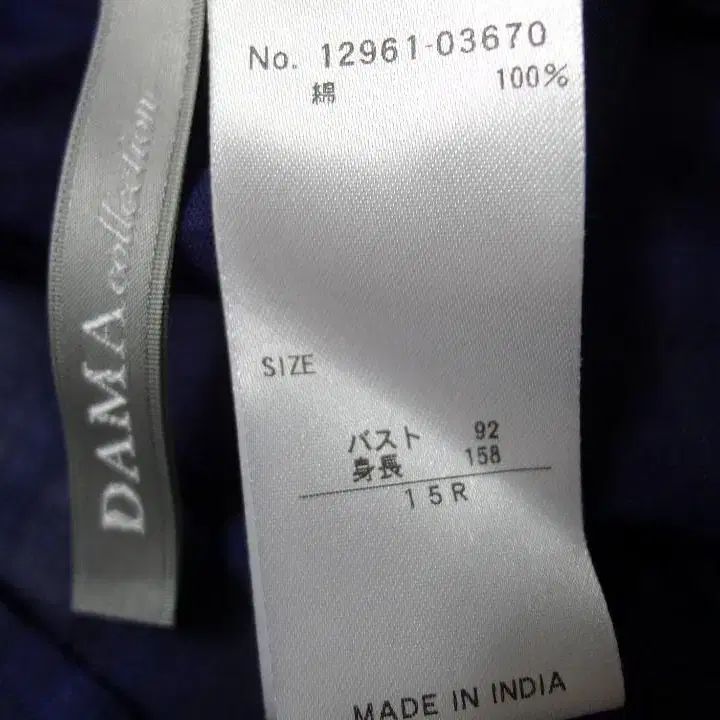 DAMA collection
No. 12961-03670
綿 100%
SIZE
バスト 92
身長 158
15R
MADE IN INDIA